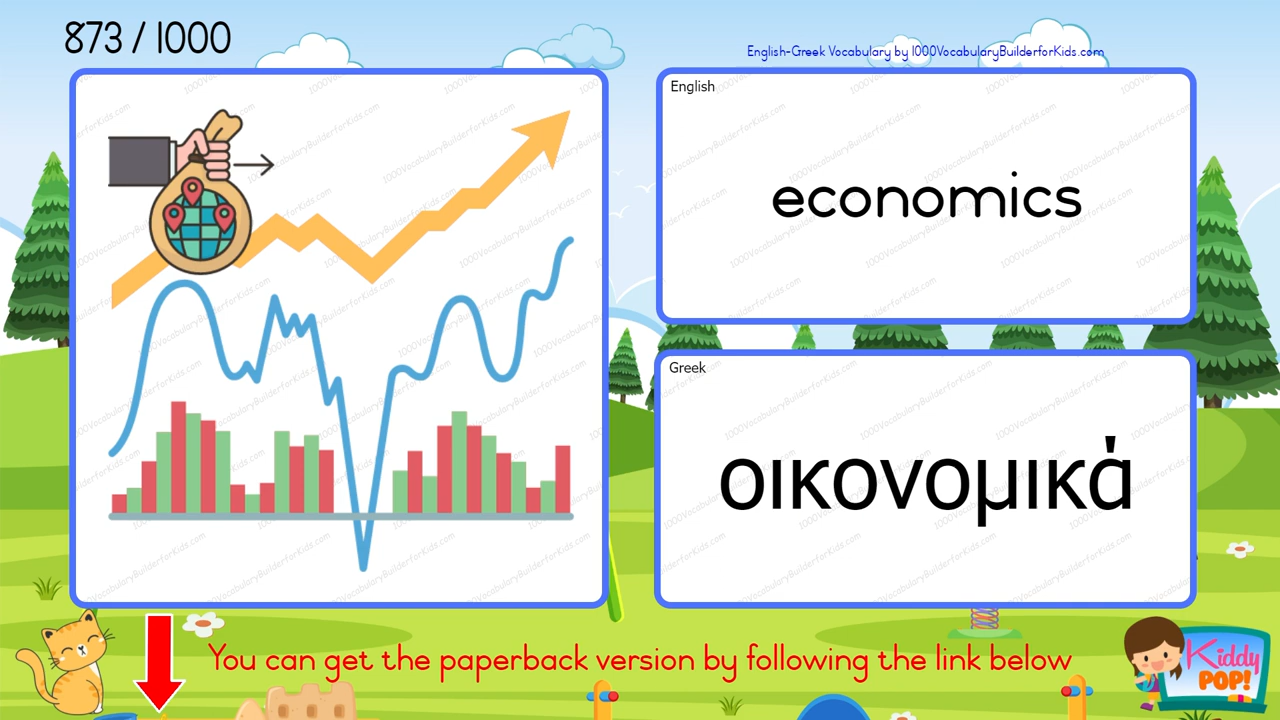 873 / 1000
English-Greek Vocabulary by 1000VocabularyBuilderforKids.com
English
economics
Greek
οικονομικά
You can get the paperback version by following the link below
Kiddy
POP!